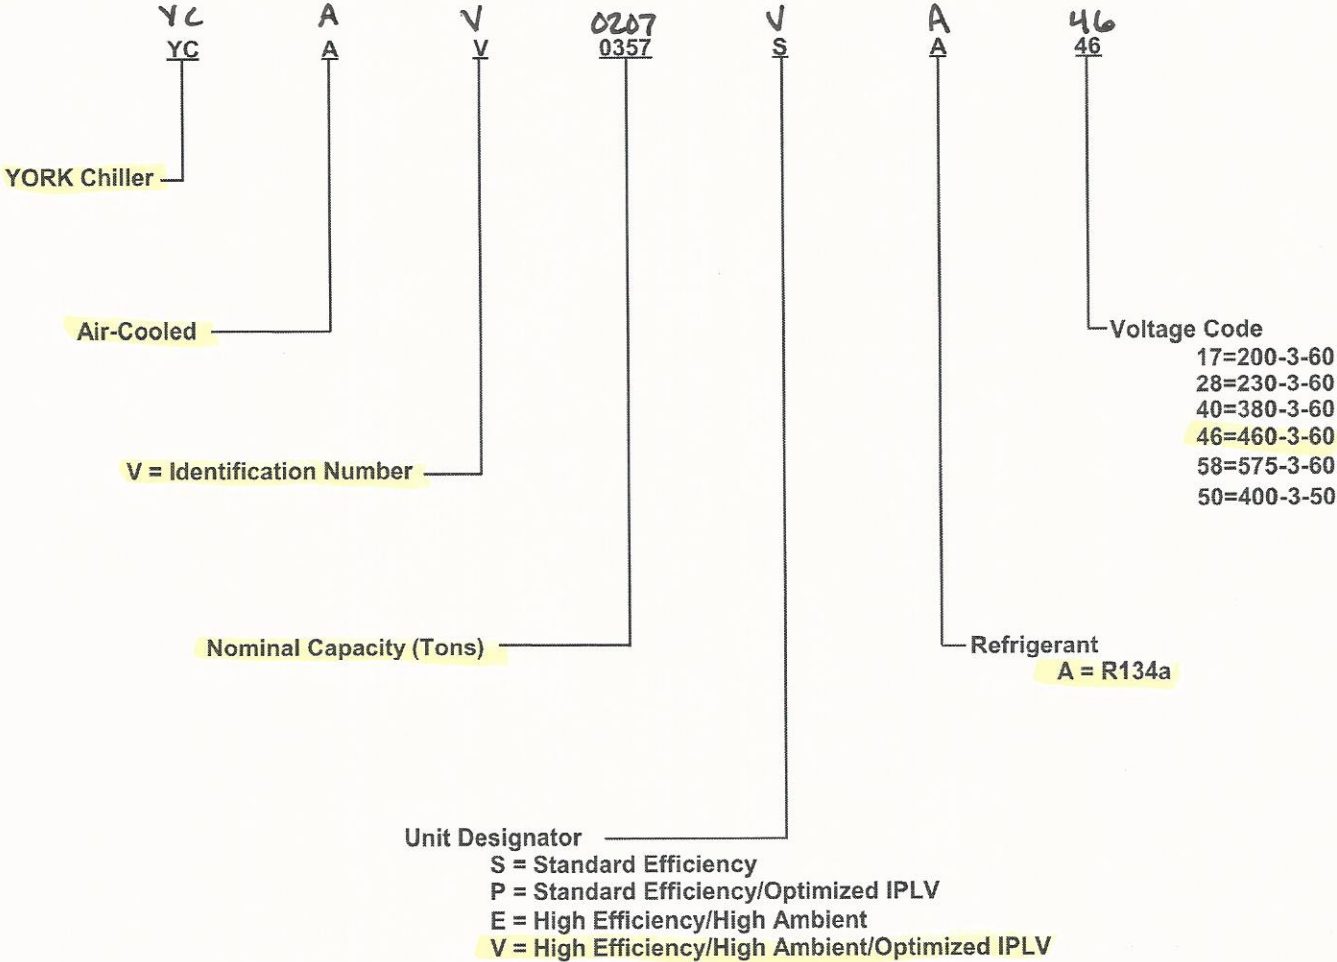 YC A V 0207 V A 46
YC A V 0357 S A 46
YORK Chiller
Air-Cooled
Voltage Code
17=200-3-60
28=230-3-60
40=380-3-60
46=460-3-60
58=575-3-60
50=400-3-50
V = Identification Number
Nominal Capacity (Tons)
Refrigerant
A = R134a
Unit Designator
S = Standard Efficiency
P = Standard Efficiency/Optimized IPLV
E = High Efficiency/High Ambient
V = High Efficiency/High Ambient/Optimized IPLV